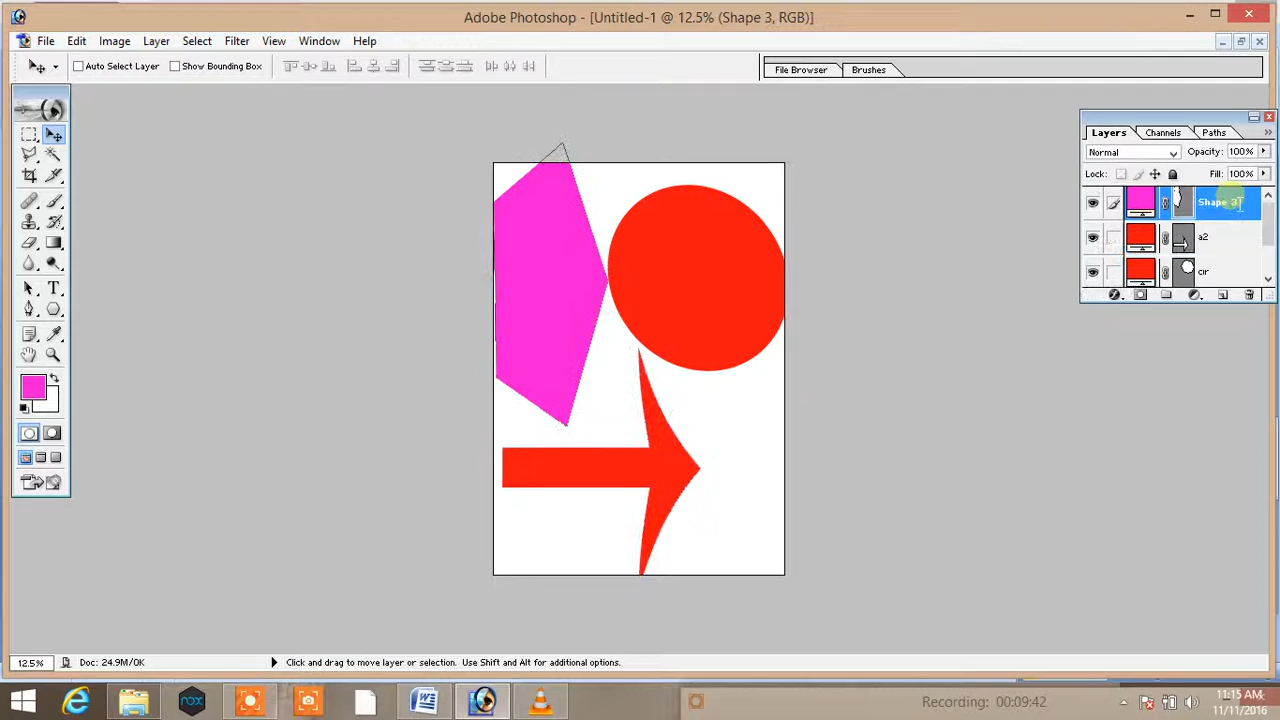 Adobe Photoshop - [Untitled-1 @ 12.5% (Shape 3, RGB)]
File Edit Image Layer Select Filter View Window Help
Auto Select Layer Show Bounding Box
File Browser Brushes
Layers Channels Paths
Normal Opacity: 100%
Lock: Fill: 100%
Shape 3
a2
cir
T
12.5% Doc: 24.9M/0K Click and drag to move layer or selection. Use Shift and Alt for additional options.
nox
W
Recording: 00:09:42
11:15 AM
11/11/2016